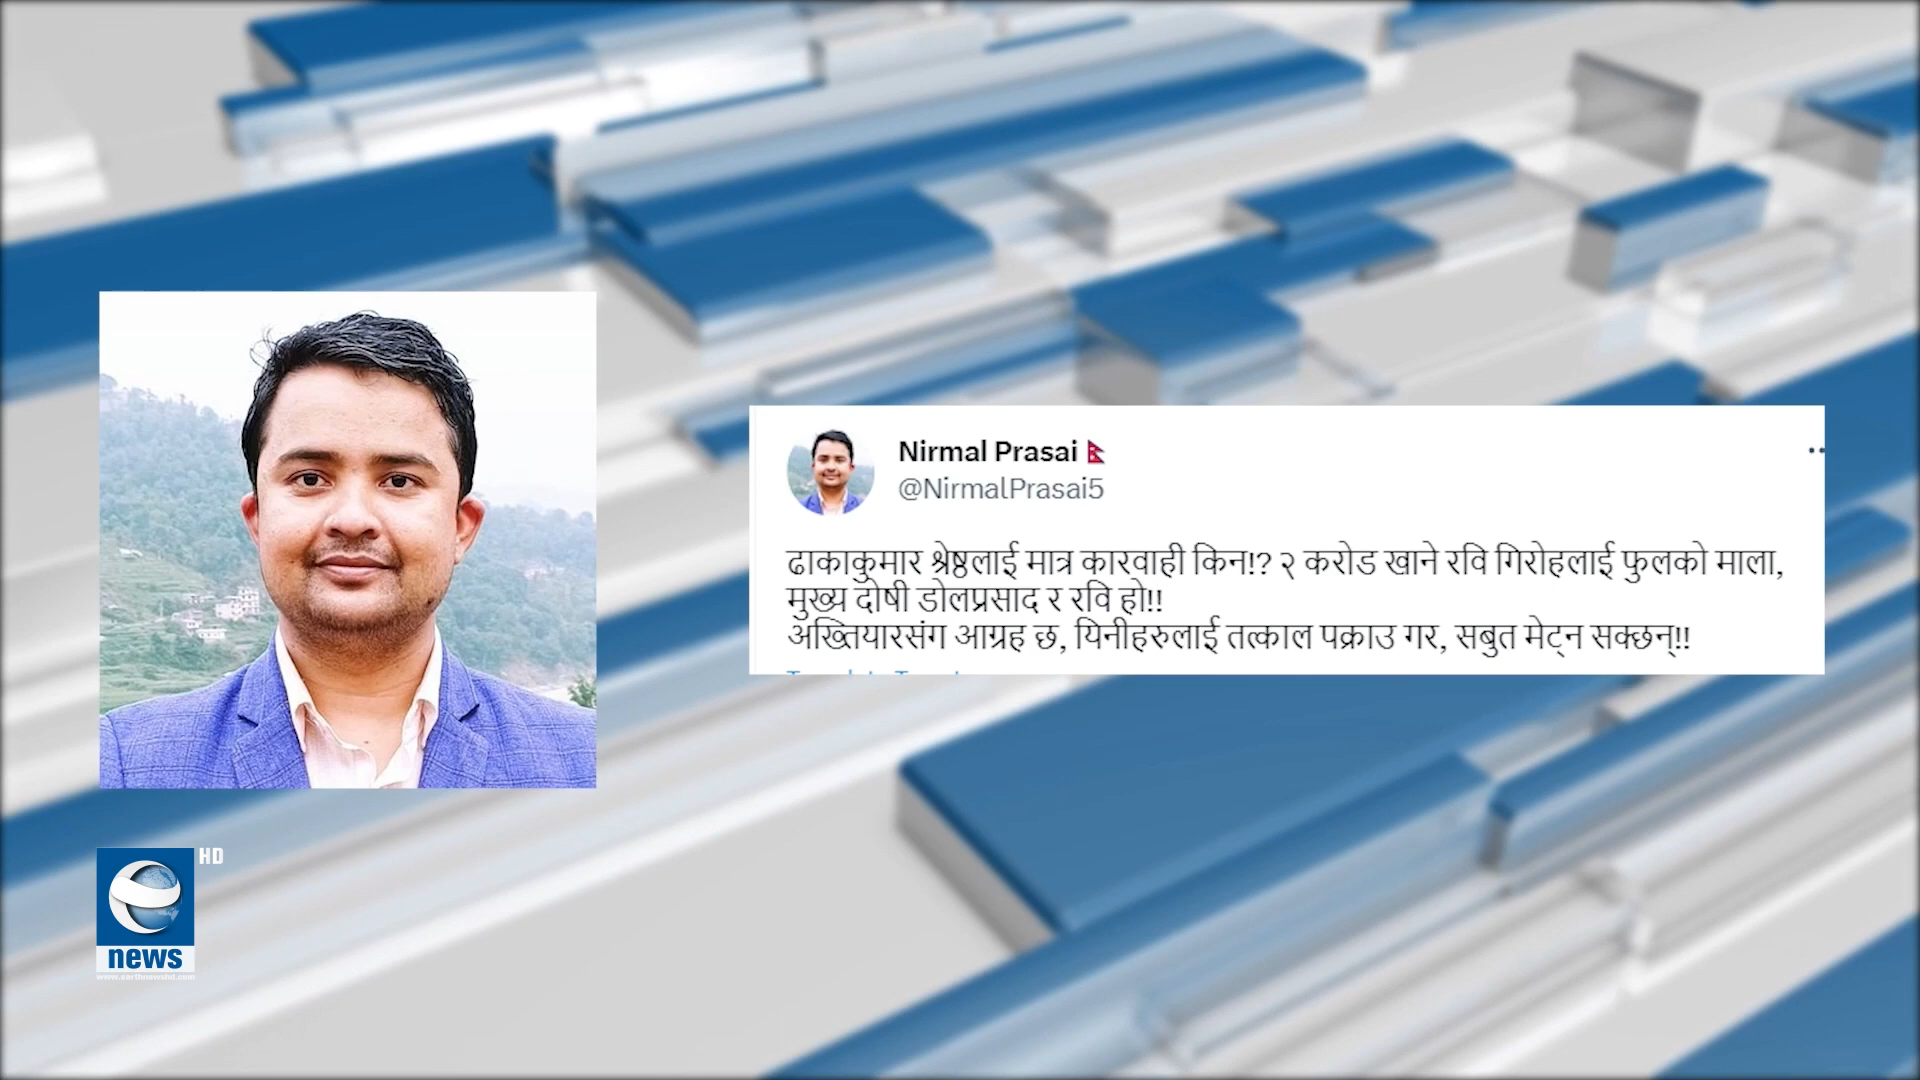 Nirmal Prasai
@NirmalPrasai5
ढाकाकुमार श्रेष्ठलाई मात्र कारवाही किन!? २ करोड खाने रवि गिरोहलाई फुलको माला,
मुख्य दोषी डोलप्रसाद र रवि हो!!
अख्तियारसंग आग्रह छ, यिनीहरुलाई तत्काल पक्राउ गर, सबुत मेट्न सक्छन्!!
HD
news